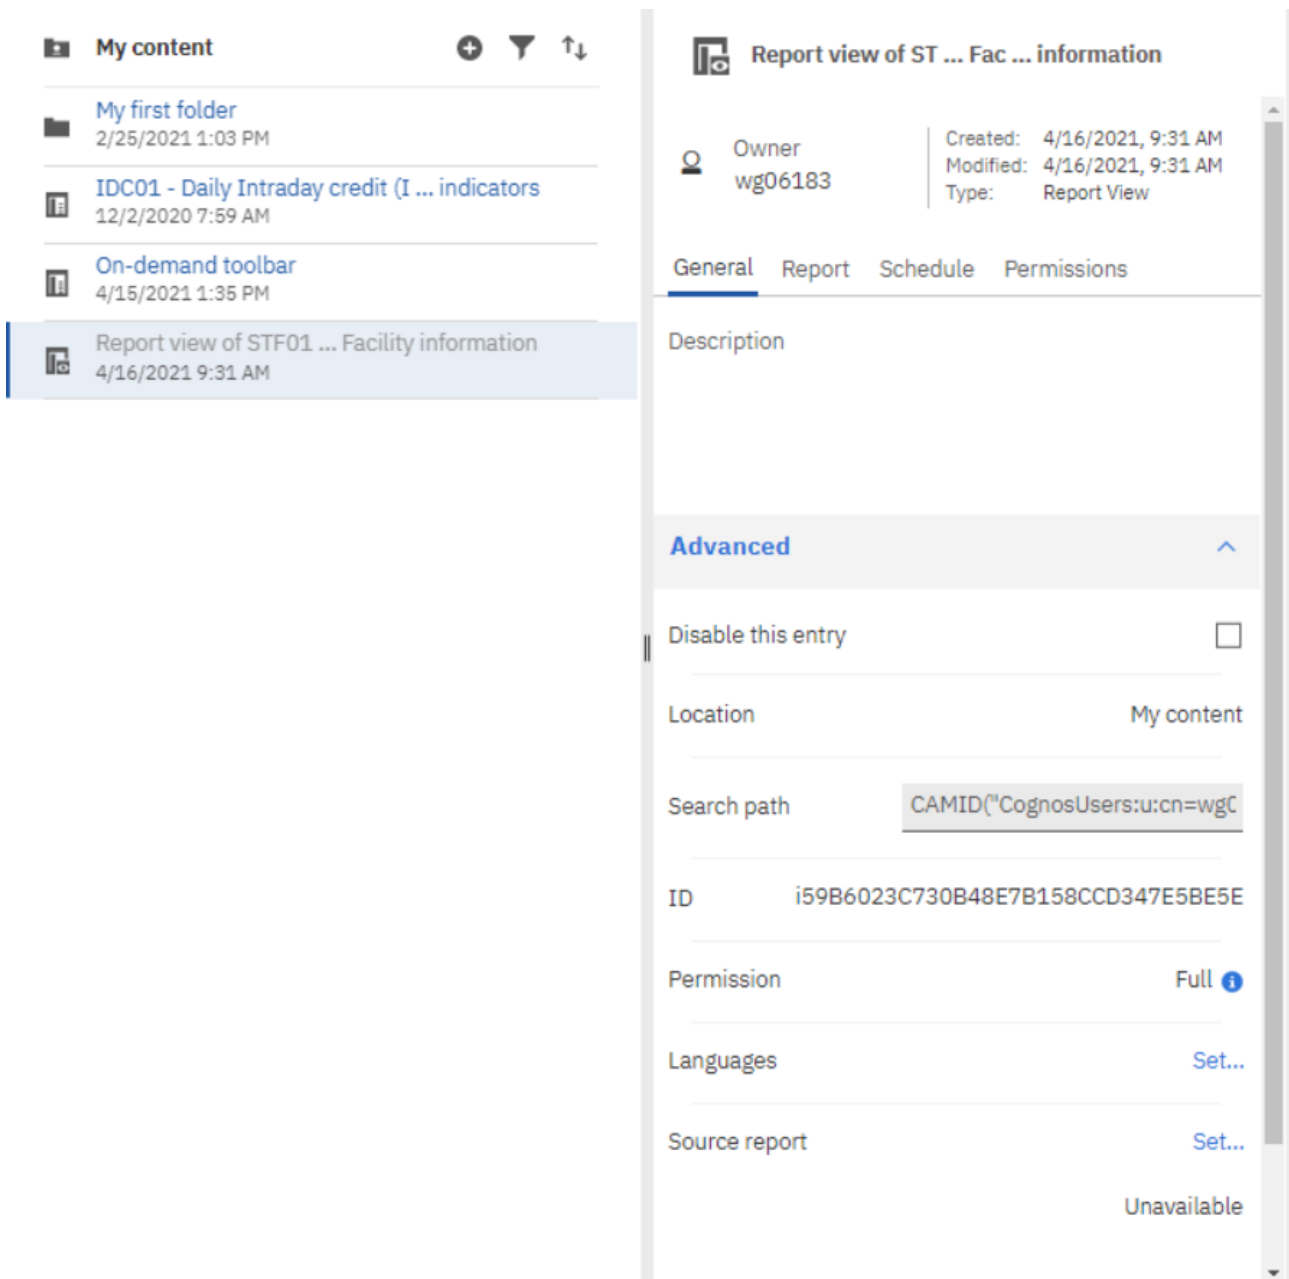 My content
My first folder
2/25/2021 1:03 PM
IDC01 - Daily Intraday credit (I ... indicators
12/2/2020 7:59 AM
On-demand toolbar
4/15/2021 1:35 PM
Report view of STF01 ... Facility information
4/16/2021 9:31 AM
Report view of ST ... Fac ... information
Owner
wg06183
Created: 4/16/2021, 9:31 AM
Modified: 4/16/2021, 9:31 AM
Type: Report View
General Report Schedule Permissions
Description
Advanced
Disable this entry
Location My content
Search path CAMID("CognosUsers:u:cn=wg0
ID i59B6023C730B48E7B158CCD347E5BE5E
Permission Full
Languages Set...
Source report Set...
Unavailable